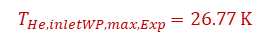 T_{He,inletWP,max,Exp} = 26.77 K